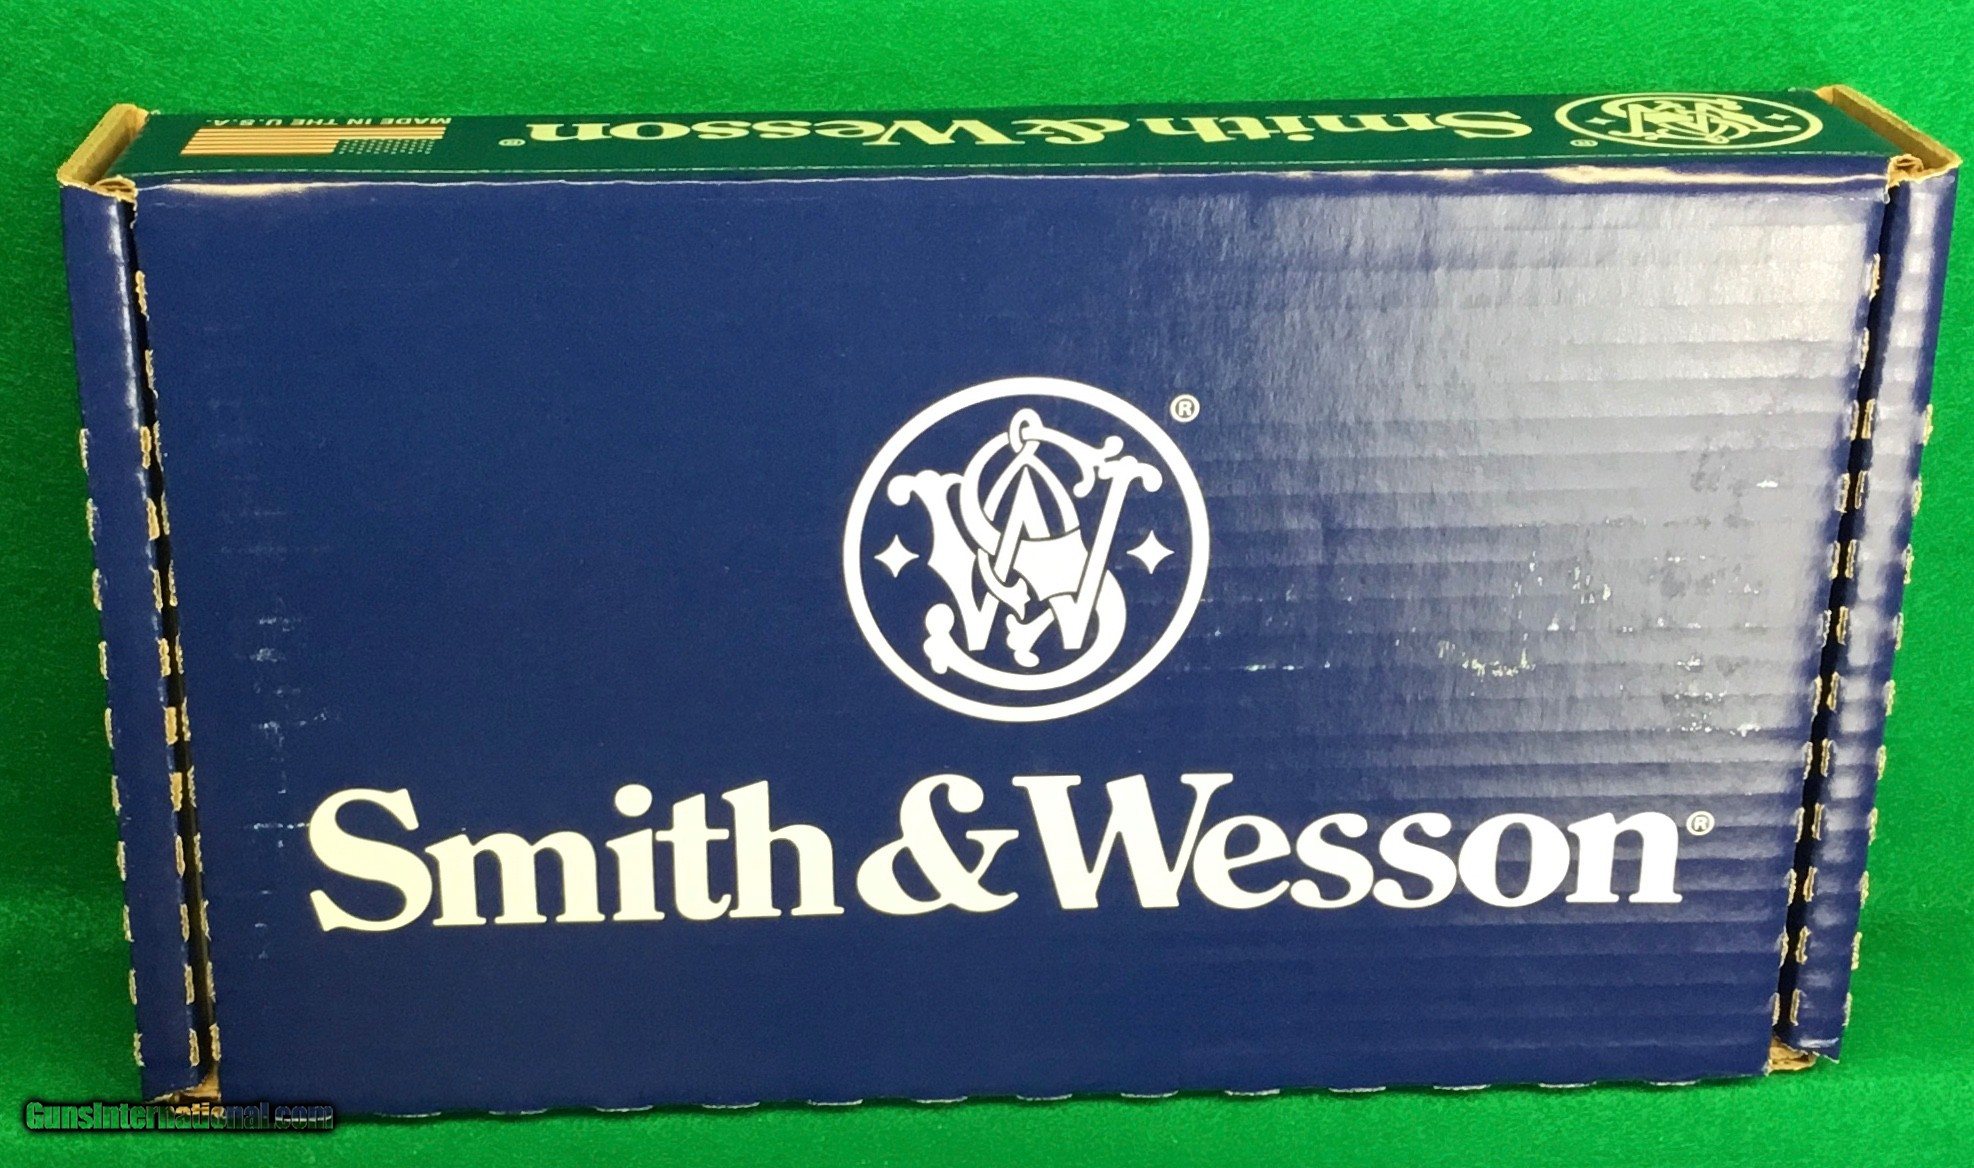 MADE IN THE U.S.A.
Smith & Wesson®
®
®
Smith & Wesson®
GunsInternational.com